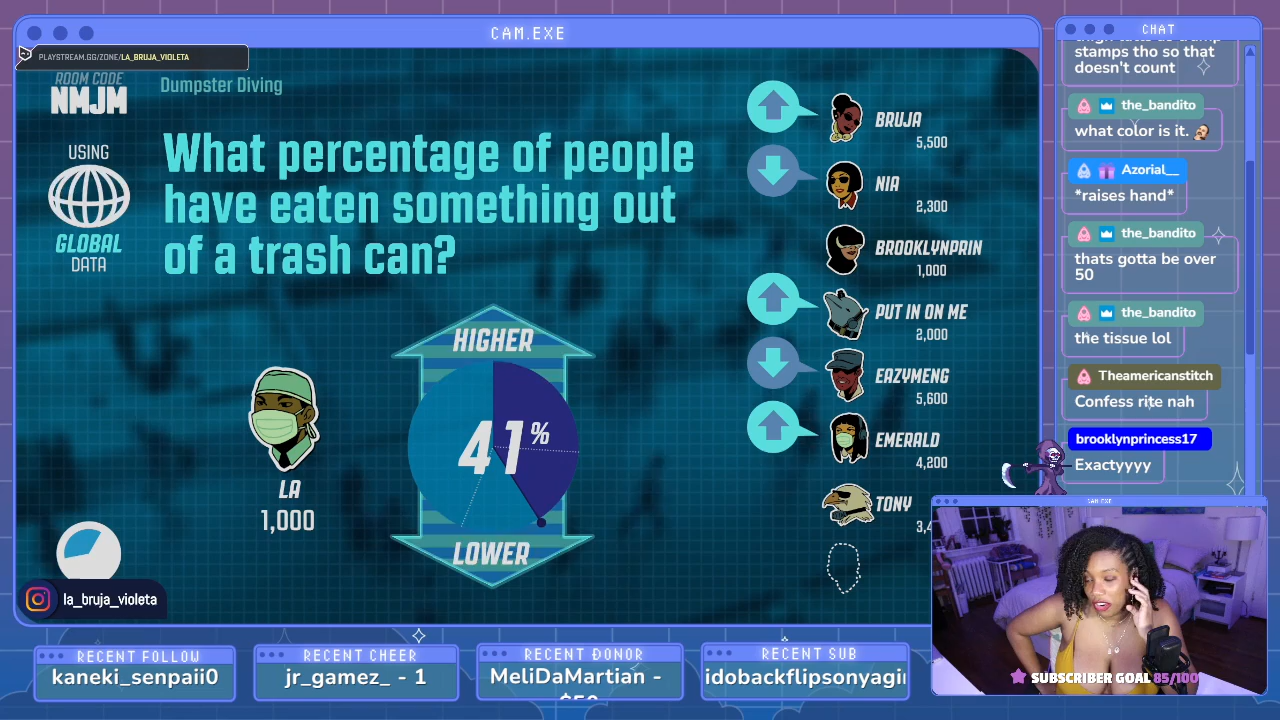 CAM.EXE
PLAYSTREAM.GG/ZONE/LA_BRUJA_VIOLETA
ROOM CODE
NMJM
USING
GLOBAL
DATA
Dumpster Diving
What percentage of people
have eaten something out
of a trash can?
HIGHER
41%
LOWER
LA
1,000
BRUJA
5,500
NIA
2,300
BROOKLYNPRIN
1,000
PUT IN ON ME
2,000
EAZYMENG
5,600
EMERALD
4,200
TONY
la_bruja_violeta
CHAT
stamps tho so that
doesn't count
the_bandito
what color is it.
Azorial__
*raises hand*
the_bandito
thats gotta be over
50
the_bandito
the tissue lol
Theamericanstitch
Confess rite nah
brooklynprincess17
Exactyyyy
CAM.EXE
SUBSCRIBER GOAL 85/100
RECENT FOLLOW
kaneki_senpaii0
RECENT CHEER
jr_gamez_ - 1
RECENT DONOR
MeliDaMartian -
RECENT SUB
idobackflipsonyagir